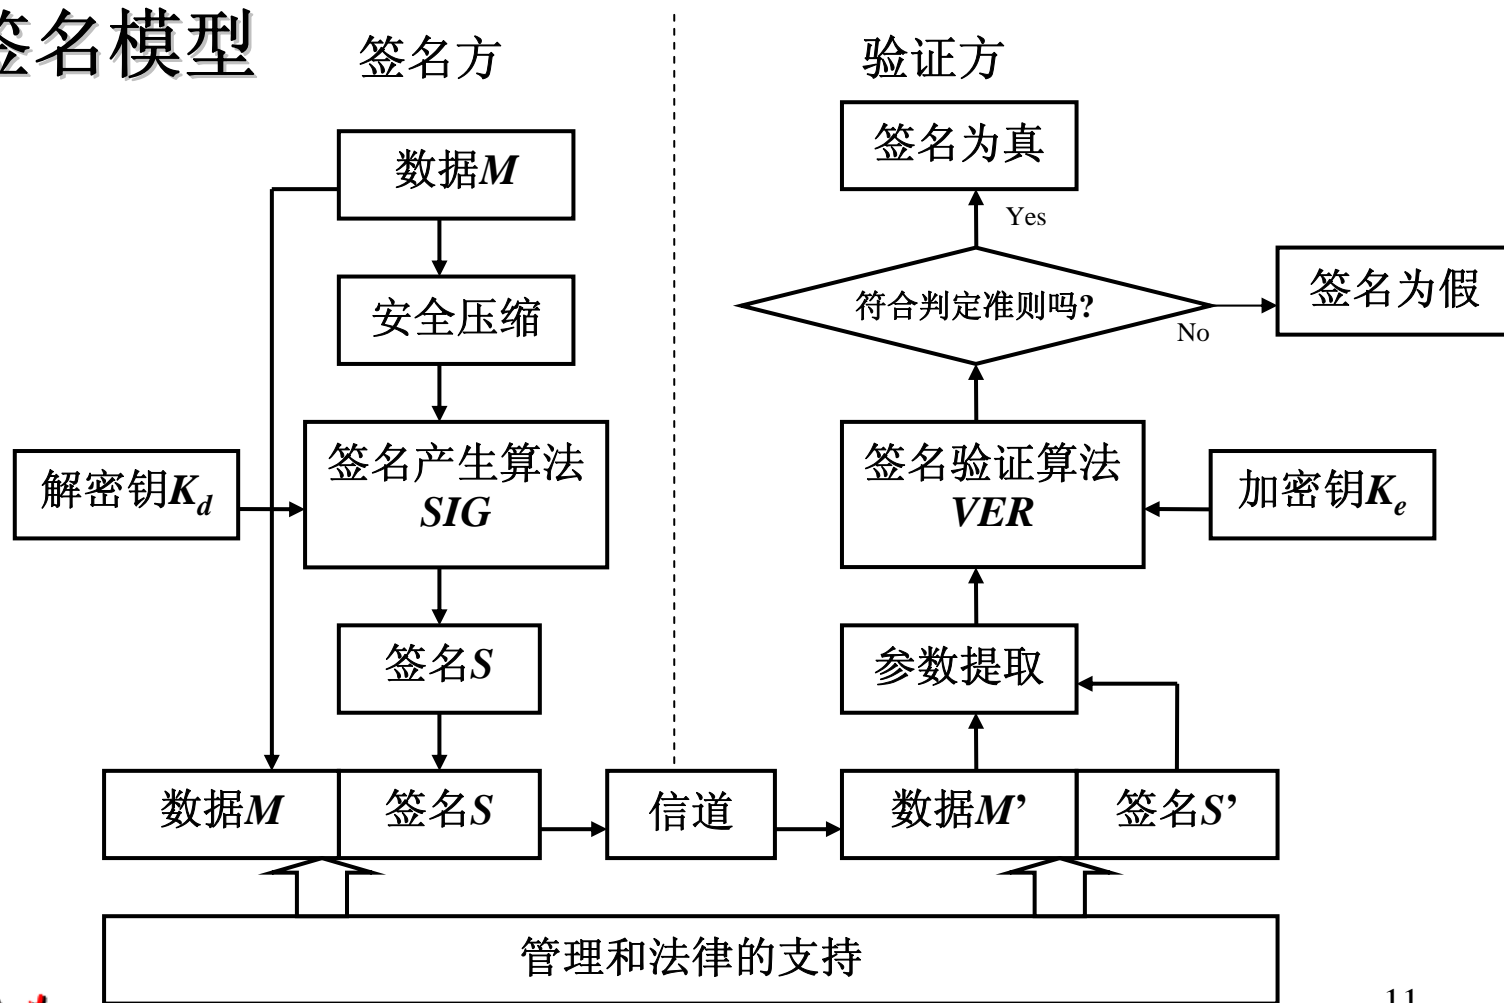 签名模型
签名方
验证方
数据M
安全压缩
解密钥Kd
签名产生算法
SIG
签名S
数据M
签名S
信道
签名为真
Yes
符合判定准则吗?
No
签名为假
签名验证算法
VER
加密钥Ke
参数提取
数据M’
签名S’
管理和法律的支持
11